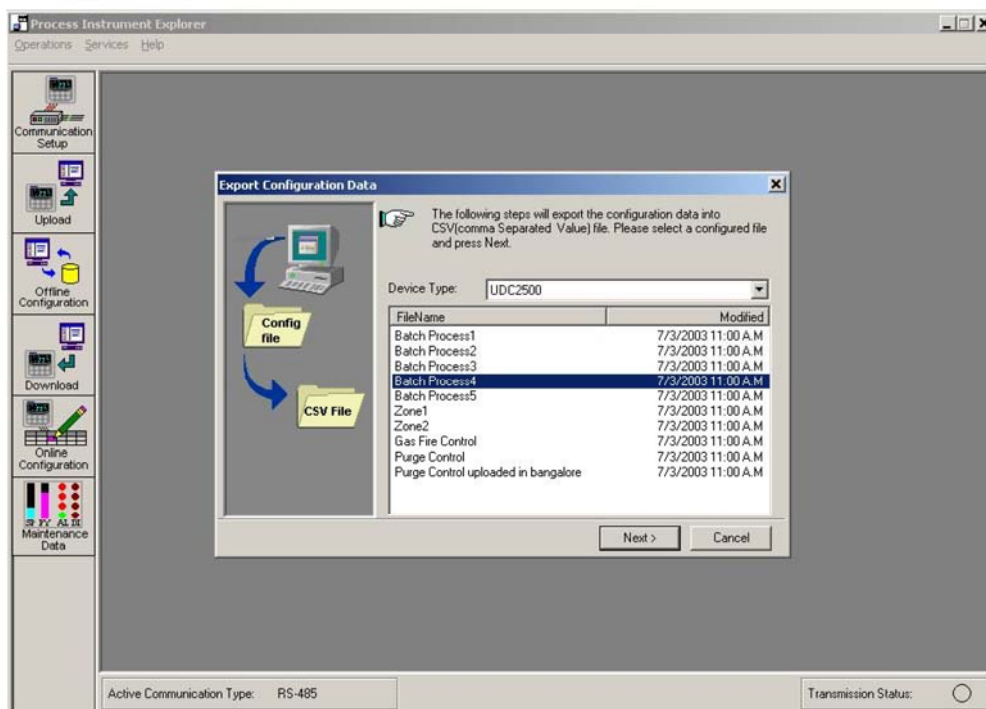 Process Instrument Explorer
Operations Services Help
Communication
Setup
Upload
Offline
Configuration
Download
Online
Configuration
SP PV AL DI
Maintenance
Data
Export Configuration Data
The following steps will export the configuration data into
CSV(comma Separated Value) file. Please select a configured file
and press Next.
Config
file
CSV File
Device Type: UDC2500
FileName Modified
Batch Process1 7/3/2003 11:00 A.M
Batch Process2 7/3/2003 11:00 A.M
Batch Process3 7/3/2003 11:00 A.M
Batch Process4 7/3/2003 11:00 A.M
Batch Process5 7/3/2003 11:00 A.M
Zone1 7/3/2003 11:00 A.M
Zone2 7/3/2003 11:00 A.M
Gas Fire Control 7/3/2003 11:00 A.M
Purge Control 7/3/2003 11:00 A.M
Purge Control uploaded in bangalore 7/3/2003 11:00 A.M
Next > Cancel
Active Communication Type: RS-485
Transmission Status: